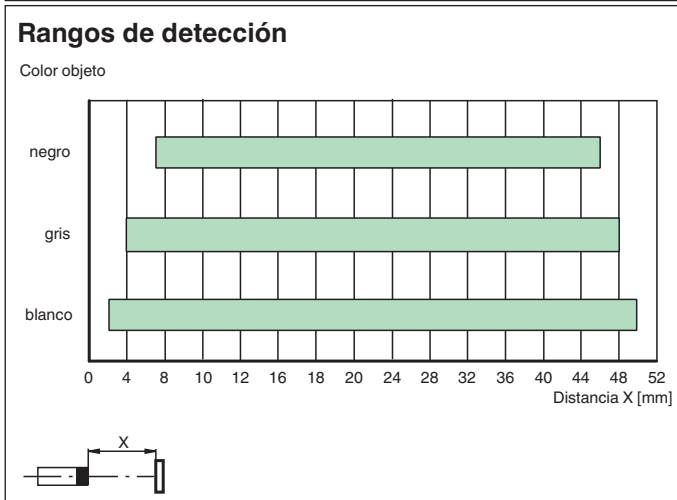 Rangos de detección
Color objeto
negro
gris
blanco
0 4 8 10 12 16 18 20 24 28 32 36 40 44 48 52
Distancia X [mm]
X